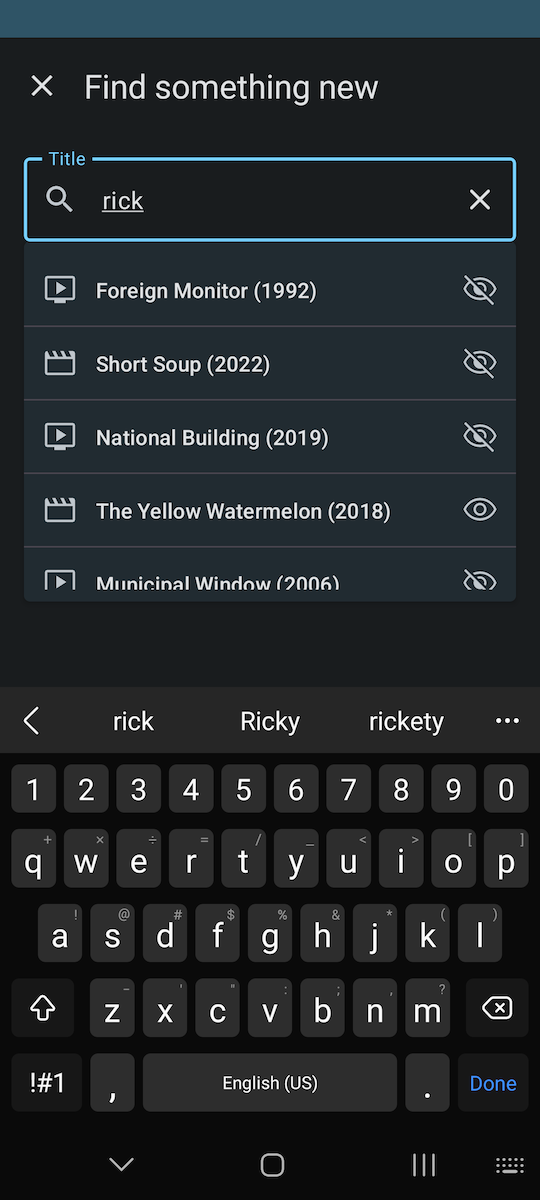 Find something new
Title
rick
Foreign Monitor (1992)
Short Soup (2022)
National Building (2019)
The Yellow Watermelon (2018)
Municipal Window (2006)
rick Ricky rickety ...
1 2 3 4 5 6 7 8 9 0
+ × ÷ = / _ < > [ ]
q w e r t y u i o p
! @ # $ % & * ( )
a s d f g h j k l
- ' " : ; , ?
z x c v b n m
!#1 , English (US) . Done